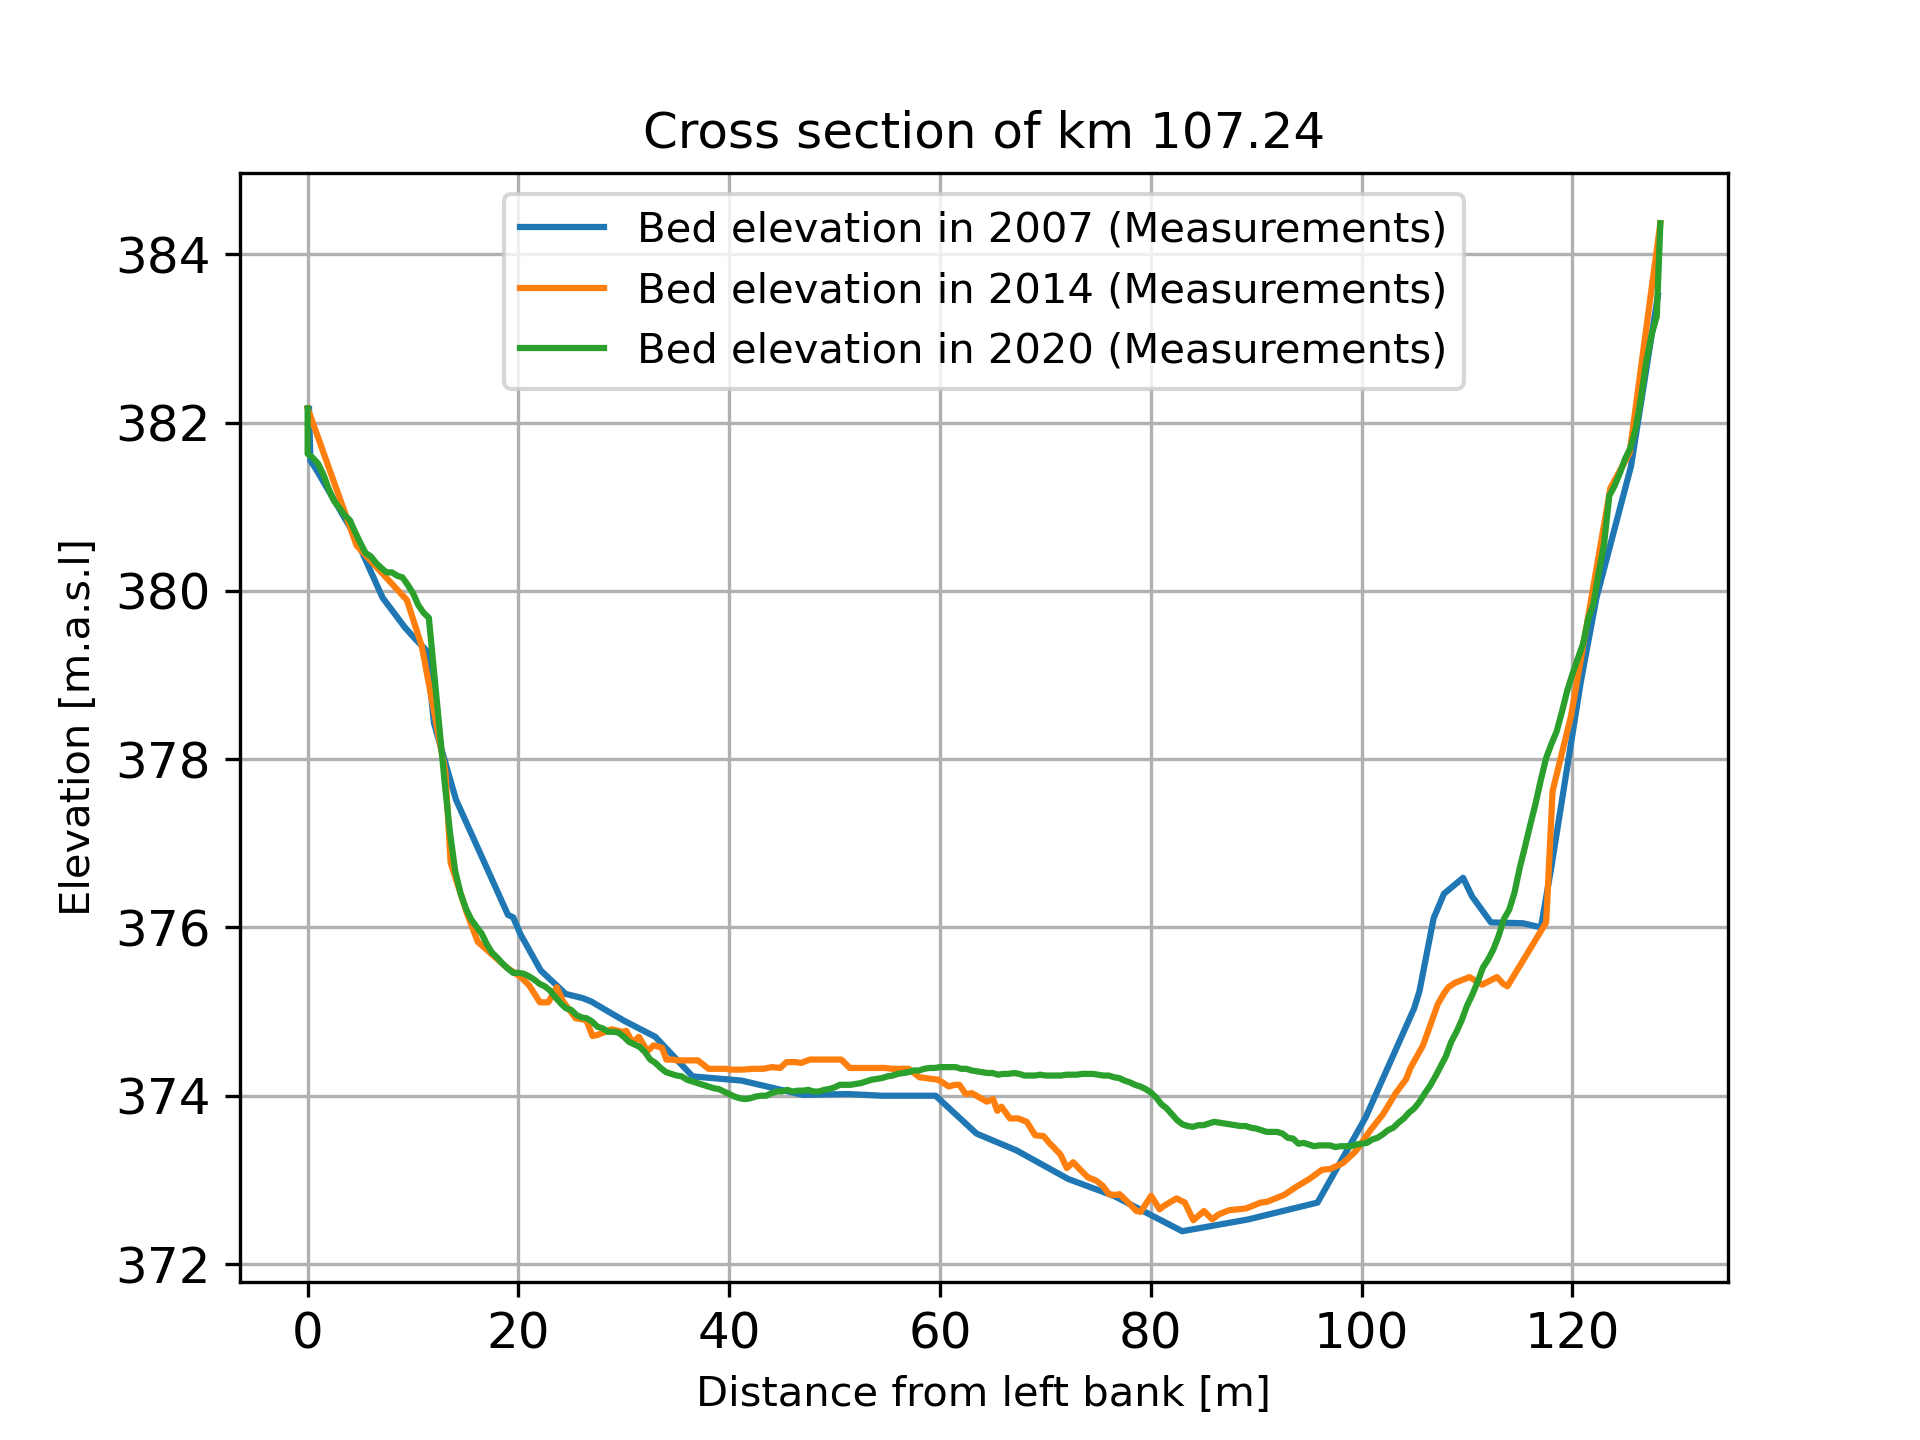 Cross section of km 107.24
Bed elevation in 2007 (Measurements)
Bed elevation in 2014 (Measurements)
Bed elevation in 2020 (Measurements)
Elevation [m.a.s.l]
384
382
380
378
376
374
372
0 20 40 60 80 100 120
Distance from left bank [m]